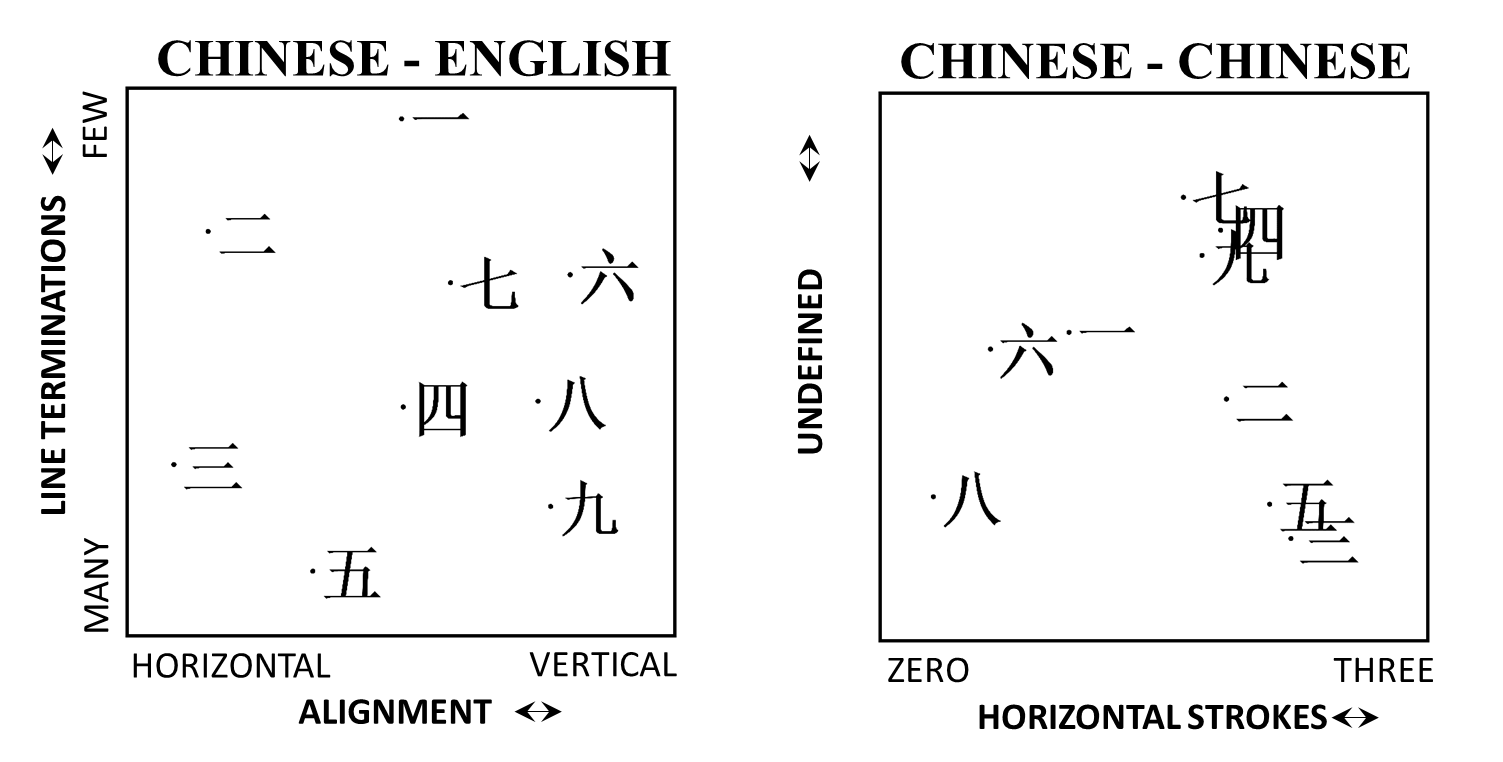 CHINESE - ENGLISH
FEW
LINE TERMINATIONS
MANY
一
二
七
六
四
八
三
九
五
HORIZONTAL
VERTICAL
ALIGNMENT
CHINESE - CHINESE
UNDEFINED
七
四
九
六
一
二
八
五
三
ZERO
THREE
HORIZONTAL STROKES